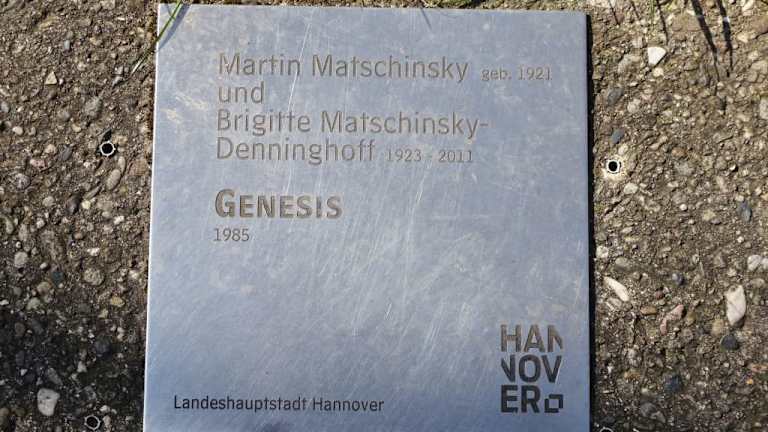 Martin Matschinsky geb. 1921
und
Brigitte Matschinsky-
Denninghoff 1923 - 2011
GENESIS
1985
Landeshauptstadt Hannover
HAN
NOV
ER